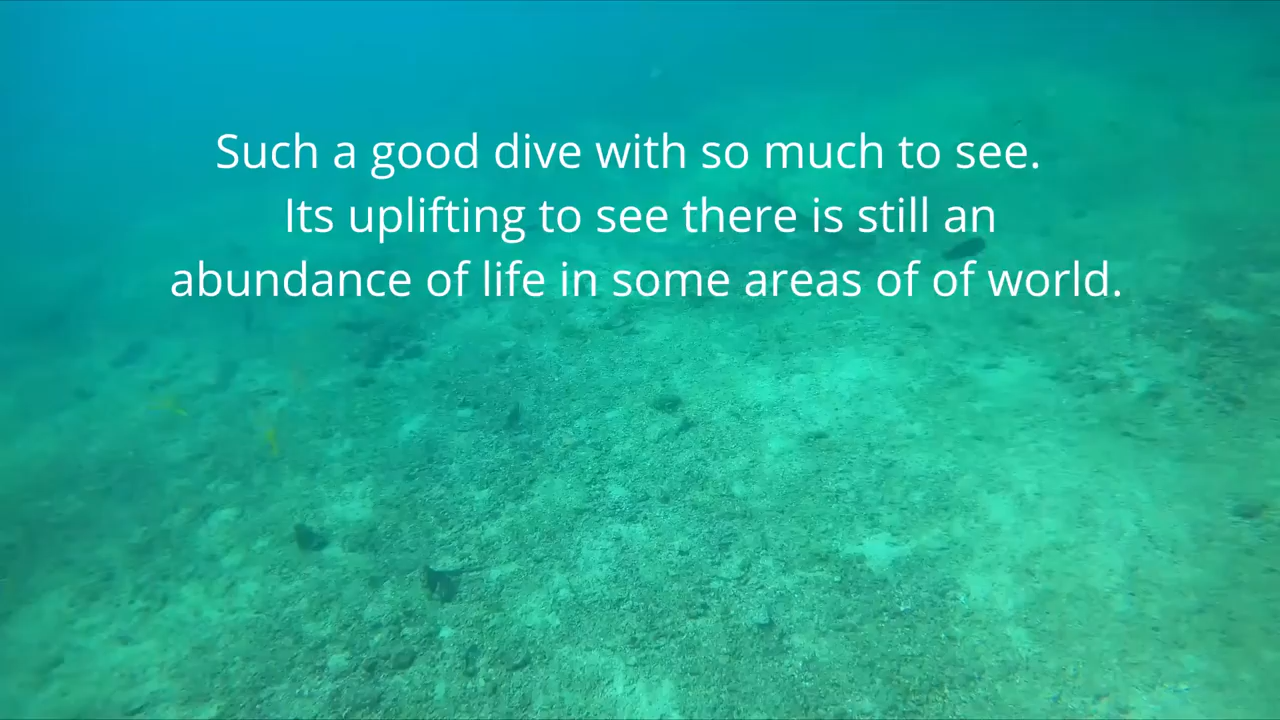 Such a good dive with so much to see.
Its uplifting to see there is still an
abundance of life in some areas of of world.